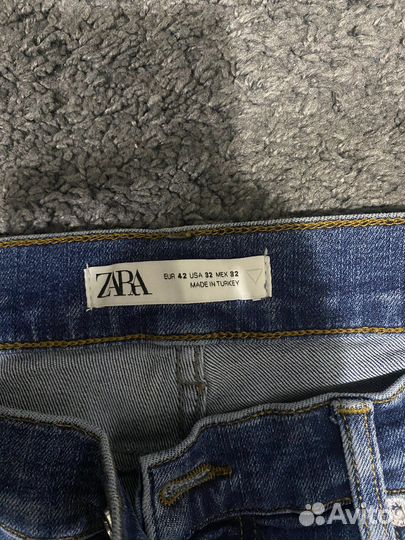 ZARA
EUR 42 USA 32 MEX 32
MADE IN TURKEY
Avito